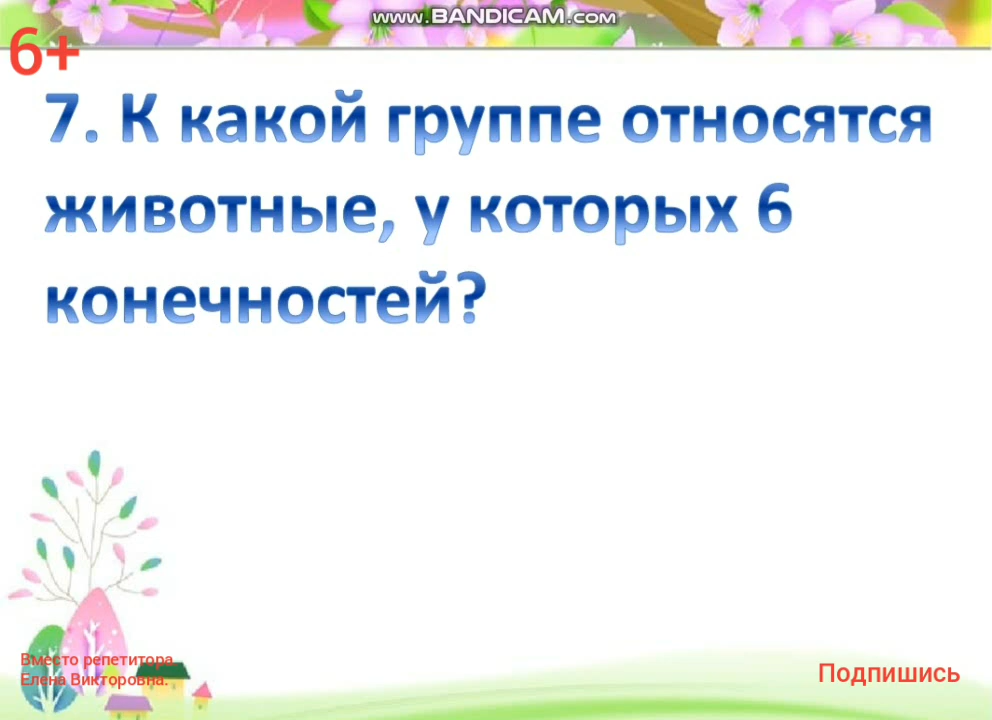 www.BANDICAM.com
6+
7. К какой группе относятся
животные, у которых 6
конечностей?
Вместо репетитора
Елена Викторовна.
Подпишись